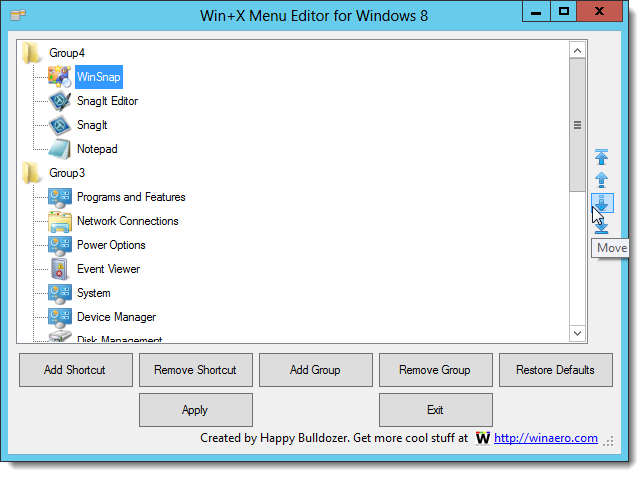 Win+X Menu Editor for Windows 8
Group4
WinSnap
SnagIt Editor
SnagIt
Notepad
Group3
Programs and Features
Network Connections
Power Options
Event Viewer
System
Device Manager
Disk Management
Move
Add Shortcut Remove Shortcut Add Group Remove Group Restore Defaults
Apply Exit
Created by Happy Bulldozer. Get more cool stuff at W http://winaero.com